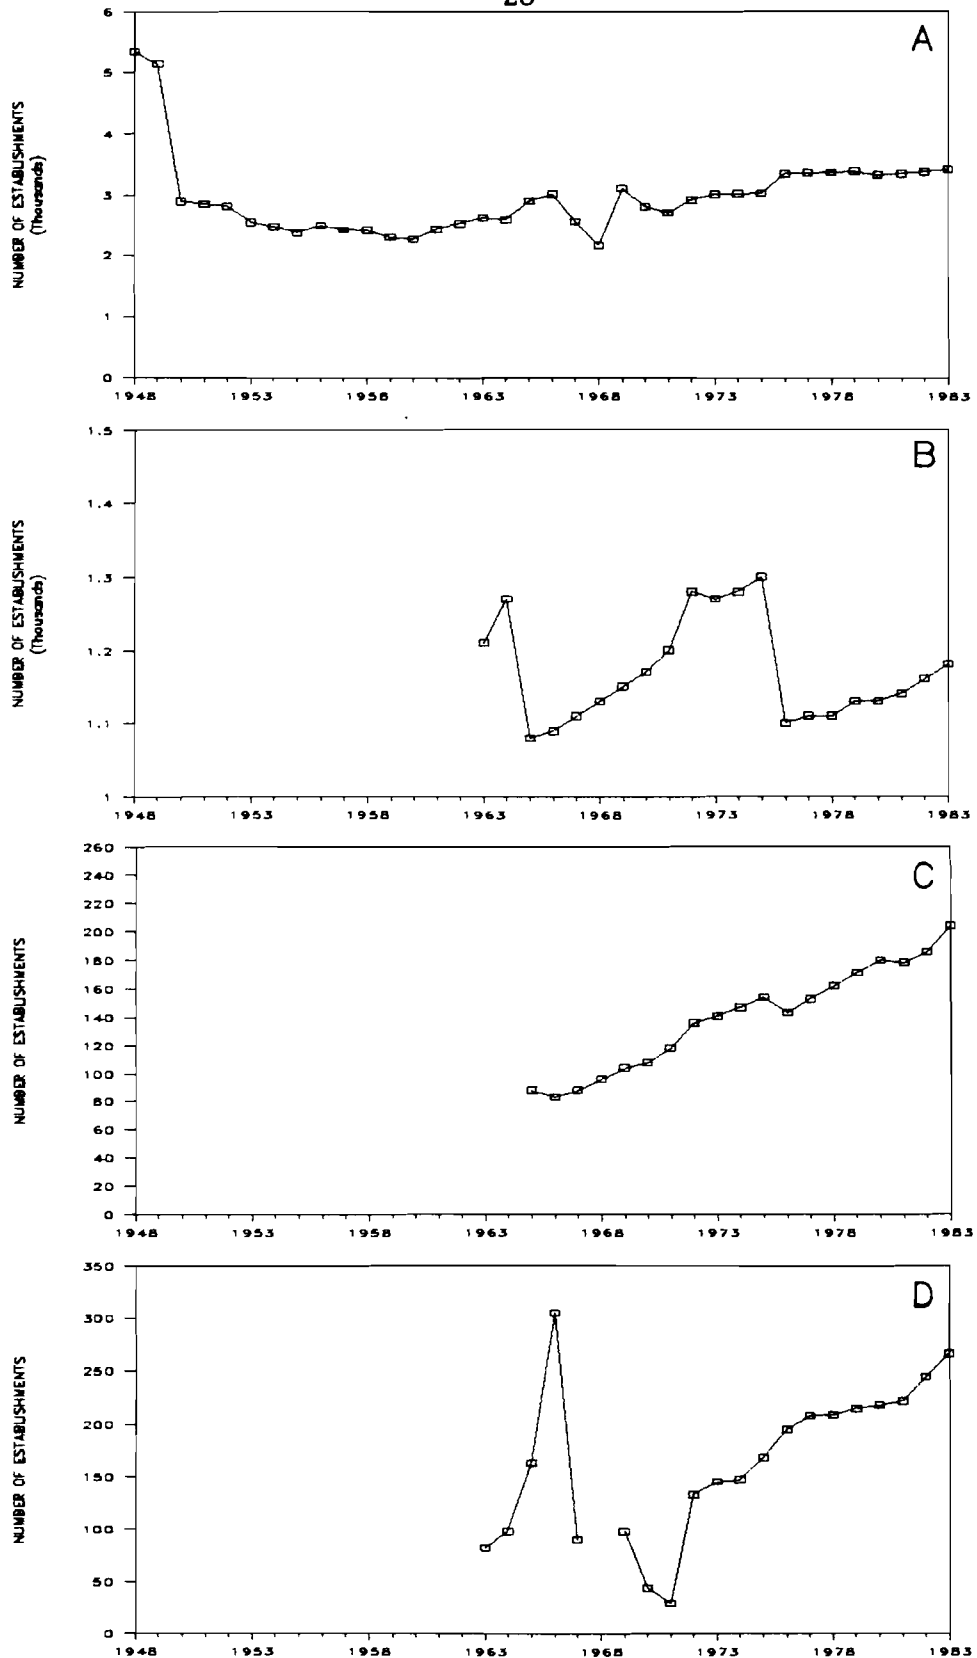 A
NUMBER OF ESTABLISHMENTS
(Thousands)
6
5
4
3
2
1
0
1948 1953 1958 1963 1968 1973 1978 1983
B
NUMBER OF ESTABLISHMENTS
(Thousands)
1.5
1.4
1.3
1.2
1.1
1
1948 1953 1958 1963 1968 1973 1978 1983
C
NUMBER OF ESTABLISHMENTS
260
240
220
200
180
160
140
120
100
80
60
40
20
0
1948 1953 1958 1963 1968 1973 1978 1983
D
NUMBER OF ESTABLISHMENTS
350
300
250
200
150
100
50
0
1948 1953 1958 1963 1968 1973 1978 1983